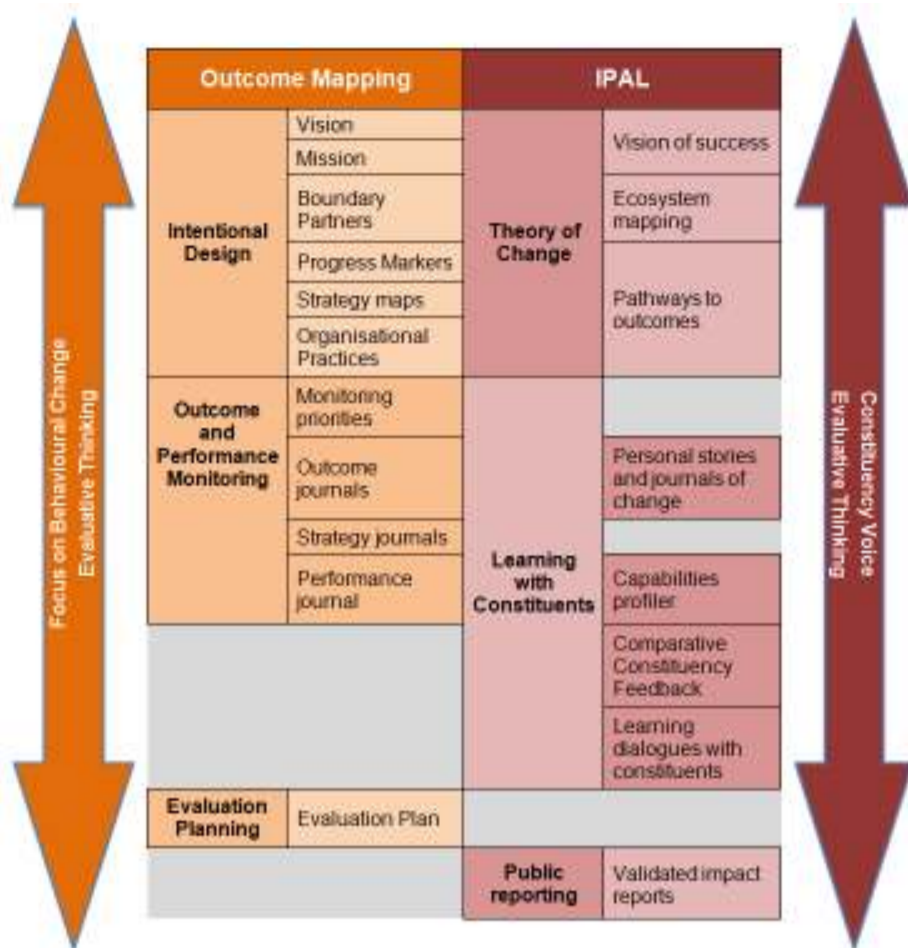 Outcome Mapping
IPAL
Intentional
Design
Vision
Mission
Boundary
Partners
Progress Markers
Strategy maps
Organisational
Practices
Theory of
Change
Vision of success
Ecosystem
mapping
Pathways to
outcomes
Outcome
and
Performance
Monitoring
Monitoring
priorities
Outcome
journals
Strategy journals
Performance
journal
Learning
with
Constituents
Personal stories
and journals of
change
Capabilities
profiler
Comparative
Constituency
Feedback
Learning
dialogues with
constituents
Evaluation
Planning
Evaluation Plan
Public
reporting
Validated impact
reports
Focus on Behavioural Change
Evaluative Thinking
Constituency Voice
Evaluative Thinking